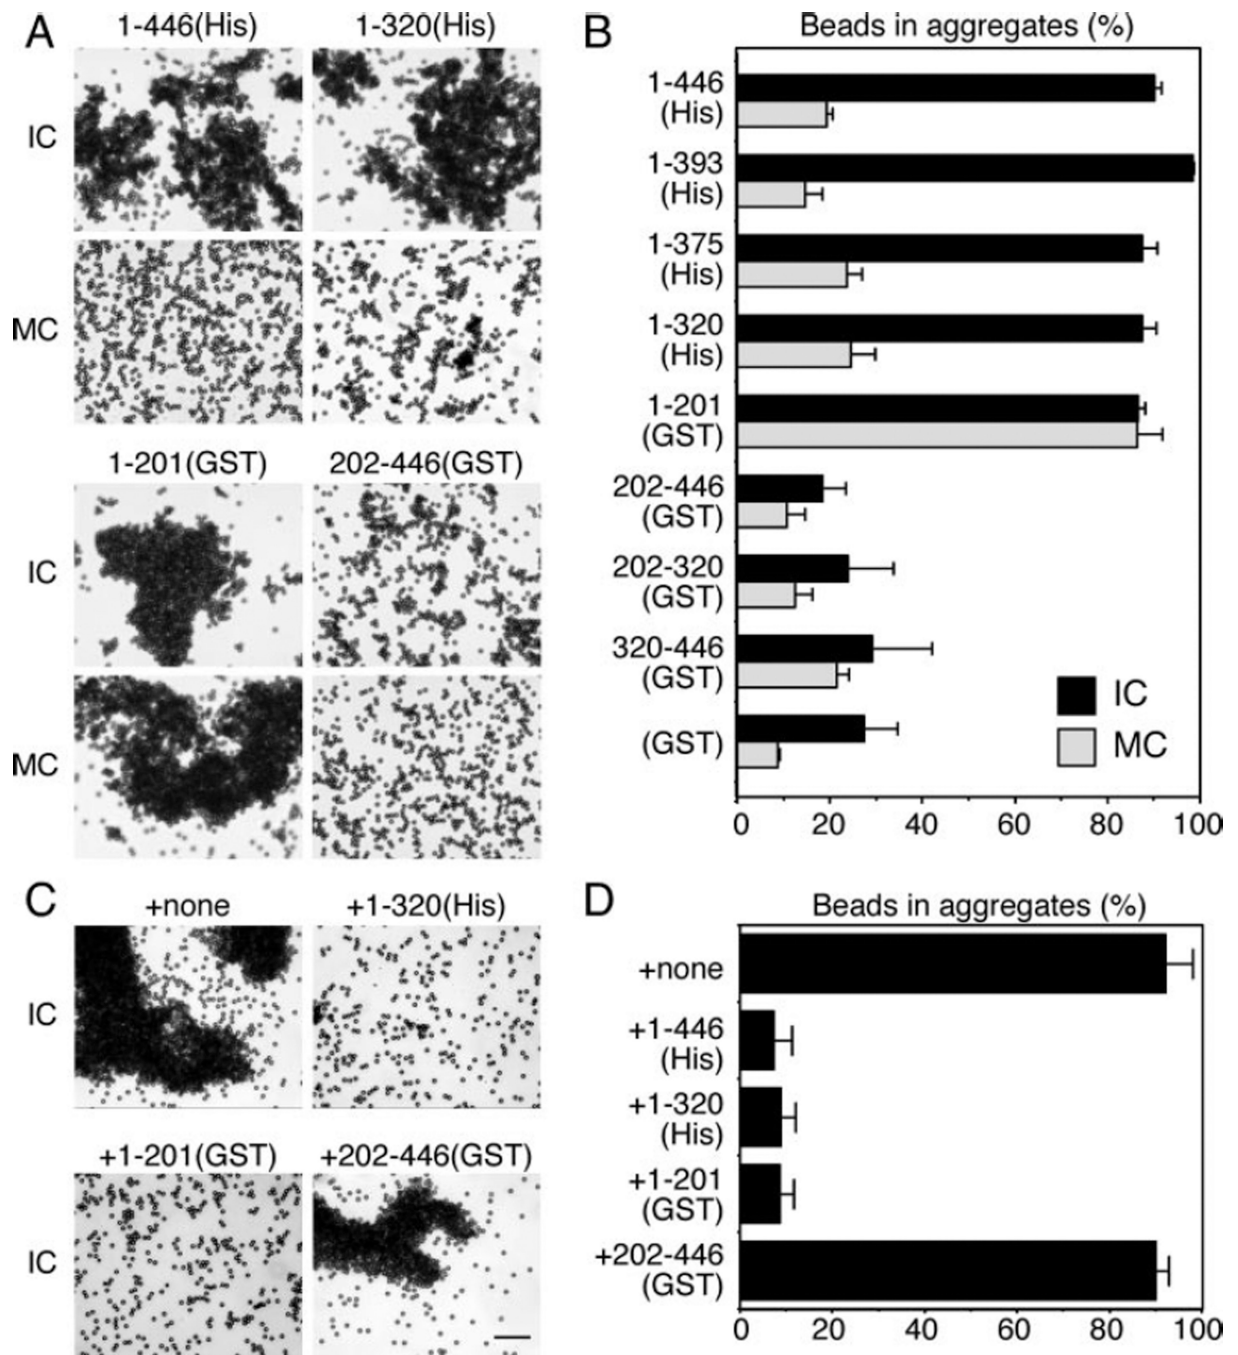 A
1-446(His)
1-320(His)
IC
MC
1-201(GST)
202-446(GST)
IC
MC
B
Beads in aggregates (%)
1-446
(His)
1-393
(His)
1-375
(His)
1-320
(His)
1-201
(GST)
202-446
(GST)
202-320
(GST)
320-446
(GST)
(GST)
IC
MC
0 20 40 60 80 100
C
+none
+1-320(His)
IC
+1-201(GST)
+202-446(GST)
IC
D
Beads in aggregates (%)
+none
+1-446
(His)
+1-320
(His)
+1-201
(GST)
+202-446
(GST)
0 20 40 60 80 100